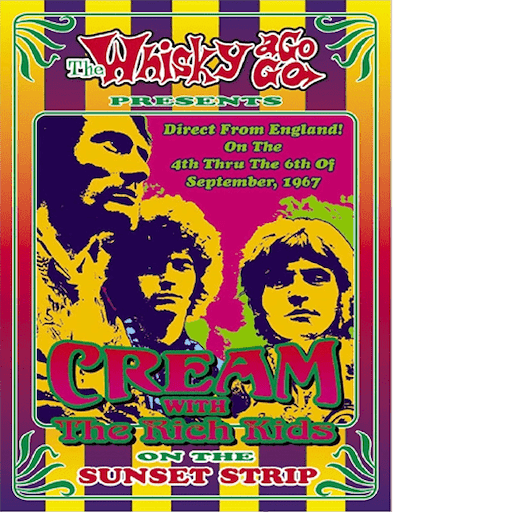 The Whisky a Go Go
PRESENTS
Direct From England!
On The
4th Thru The 6th Of
September, 1967
CREAM
WITH
The Rich Kids
ON THE
SUNSET STRIP